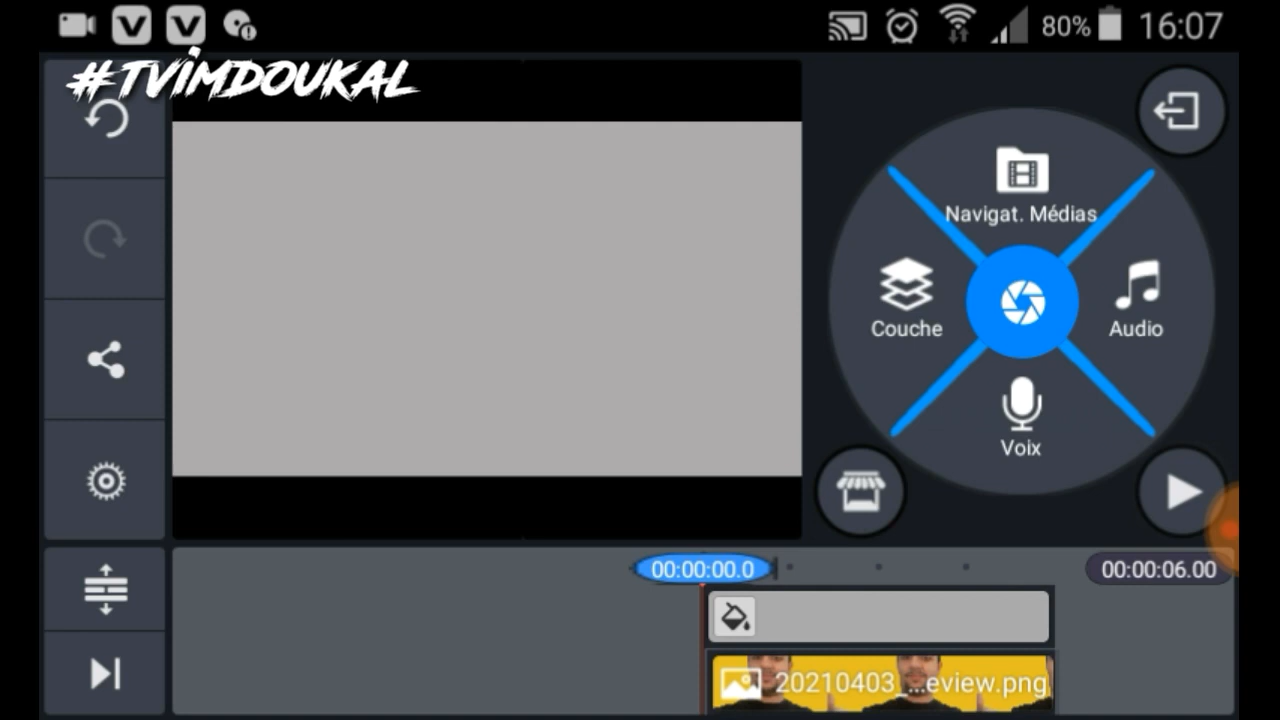 80% 16:07
#TVIMDOUKAL
Navigat. Médias
Couche
Audio
Voix
00:00:00.0
00:00:06.00
20210403_...eview.png